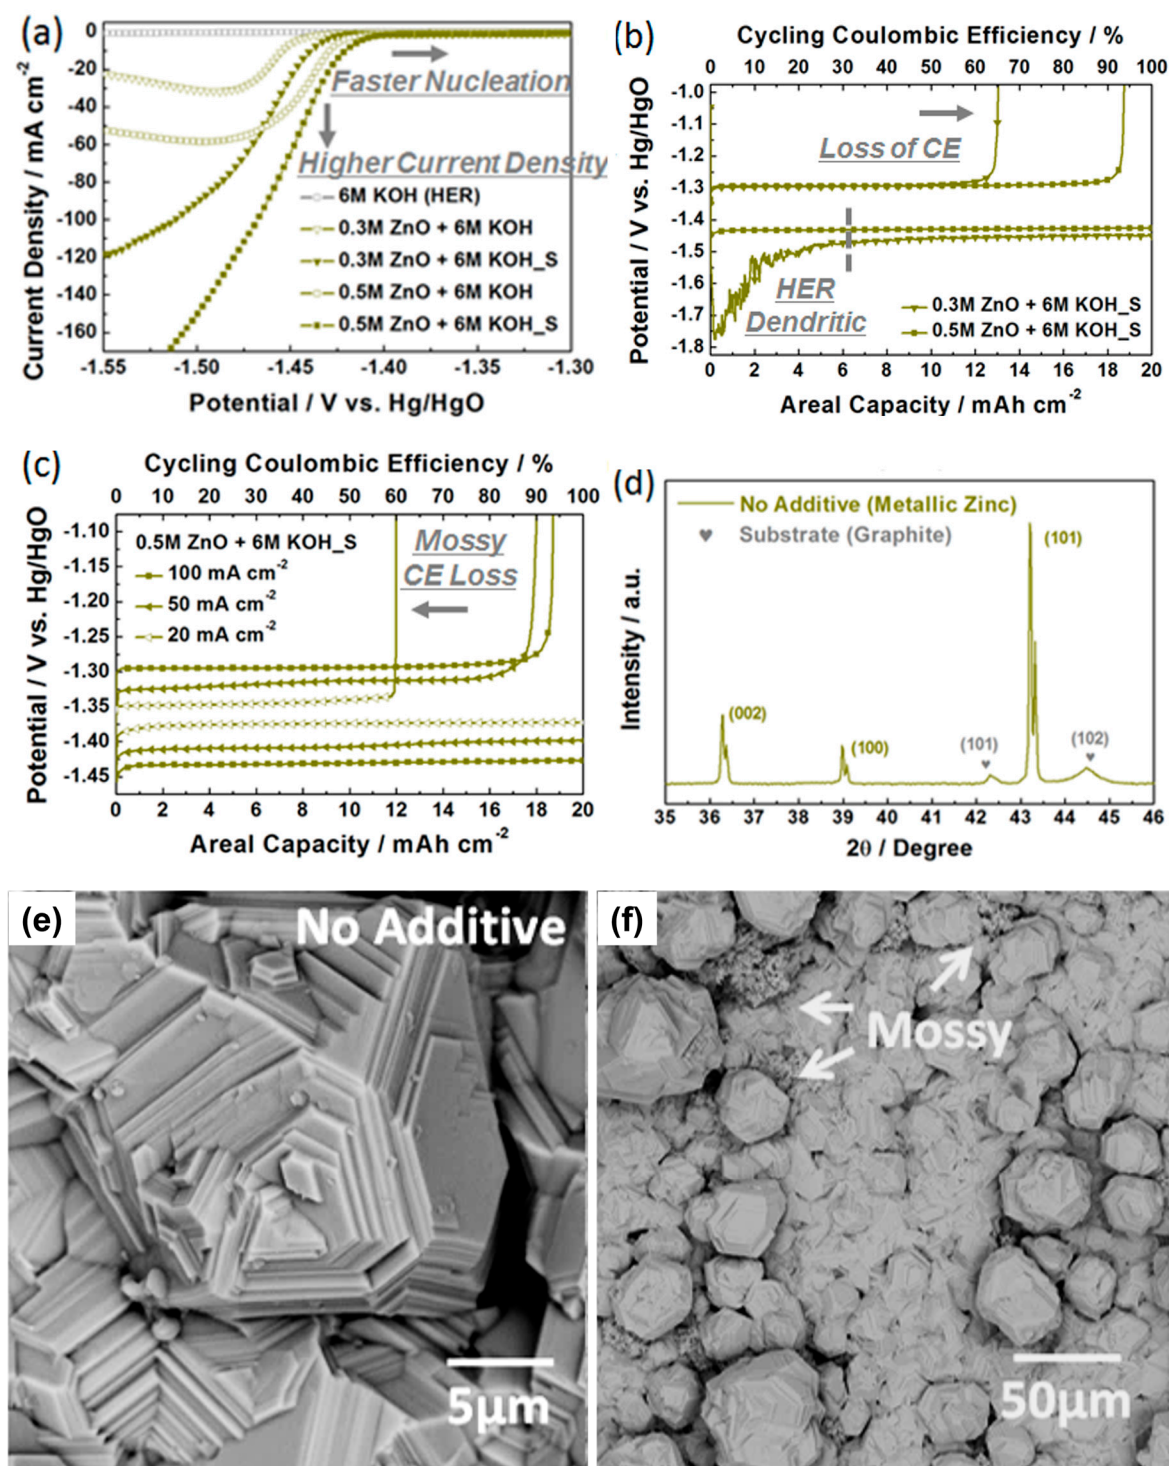 (a)
0
-20
-40
-60
-80
-100
-120
-140
-160
Current Density / mA cm-2
Faster Nucleation
Higher Current Density
6M KOH (HER)
0.3M ZnO + 6M KOH
0.3M ZnO + 6M KOH_S
0.5M ZnO + 6M KOH
0.5M ZnO + 6M KOH_S
-1.55 -1.50 -1.45 -1.40 -1.35 -1.30
Potential / V vs. Hg/HgO
(b)
Cycling Coulombic Efficiency / %
0 10 20 30 40 50 60 70 80 90 100
-1.0
-1.1
-1.2
-1.3
-1.4
-1.5
-1.6
-1.7
-1.8
Potential / V vs. Hg/HgO
Loss of CE
HER
Dendritic
0.3M ZnO + 6M KOH_S
0.5M ZnO + 6M KOH_S
0 2 4 6 8 10 12 14 16 18 20
Areal Capacity / mAh cm-2
(c)
Cycling Coulombic Efficiency / %
0 10 20 30 40 50 60 70 80 90 100
-1.10
-1.15
-1.20
-1.25
-1.30
-1.35
-1.40
-1.45
Potential / V vs. Hg/HgO
0.5M ZnO + 6M KOH_S
100 mA cm-2
50 mA cm-2
20 mA cm-2
Mossy
CE Loss
0 2 4 6 8 10 12 14 16 18 20
Areal Capacity / mAh cm-2
(d)
No Additive (Metallic Zinc)
Substrate (Graphite)
(101)
(002)
(100)
(101)
(102)
Intensity / a.u.
35 36 37 38 39 40 41 42 43 44 45 46
2θ / Degree
(e)
No Additive
5μm
(f)
Mossy
50μm